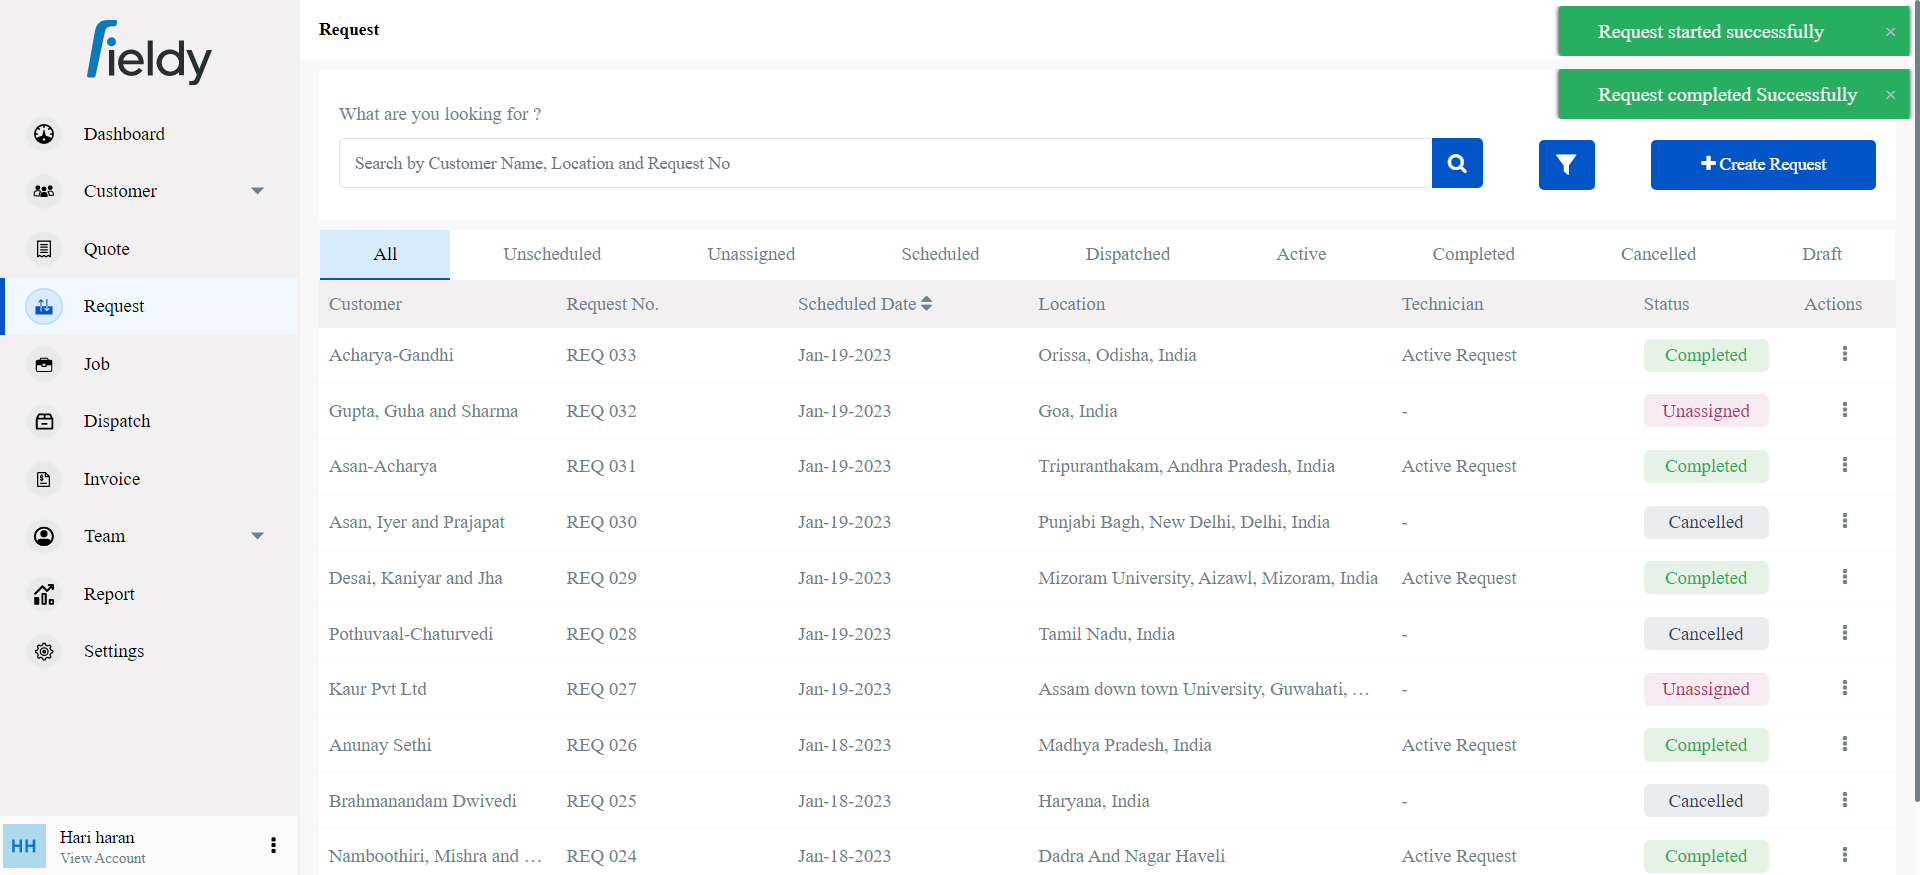 fieldy
Dashboard
Customer
Quote
Request
Job
Dispatch
Invoice
Team
Report
Settings
HH
Hari haran
View Account
Request
Request started successfully ×
Request completed Successfully ×
What are you looking for ?
Search by Customer Name, Location and Request No
Create Request
All Unscheduled Unassigned Scheduled Dispatched Active Completed Cancelled Draft
Customer Request No. Scheduled Date Location Technician Status Actions
Acharya-Gandhi REQ 033 Jan-19-2023 Orissa, Odisha, India Active Request Completed
Gupta, Guha and Sharma REQ 032 Jan-19-2023 Goa, India - Unassigned
Asan-Acharya REQ 031 Jan-19-2023 Tripuranthakam, Andhra Pradesh, India Active Request Completed
Asan, Iyer and Prajapat REQ 030 Jan-19-2023 Punjabi Bagh, New Delhi, Delhi, India - Cancelled
Desai, Kaniyar and Jha REQ 029 Jan-19-2023 Mizoram University, Aizawl, Mizoram, India Active Request Completed
Pothuvaal-Chaturvedi REQ 028 Jan-19-2023 Tamil Nadu, India - Cancelled
Kaur Pvt Ltd REQ 027 Jan-19-2023 Assam down town University, Guwahati, … - Unassigned
Anunay Sethi REQ 026 Jan-18-2023 Madhya Pradesh, India Active Request Completed
Brahmanandam Dwivedi REQ 025 Jan-18-2023 Haryana, India - Cancelled
Namboothiri, Mishra and … REQ 024 Jan-18-2023 Dadra And Nagar Haveli Active Request Completed